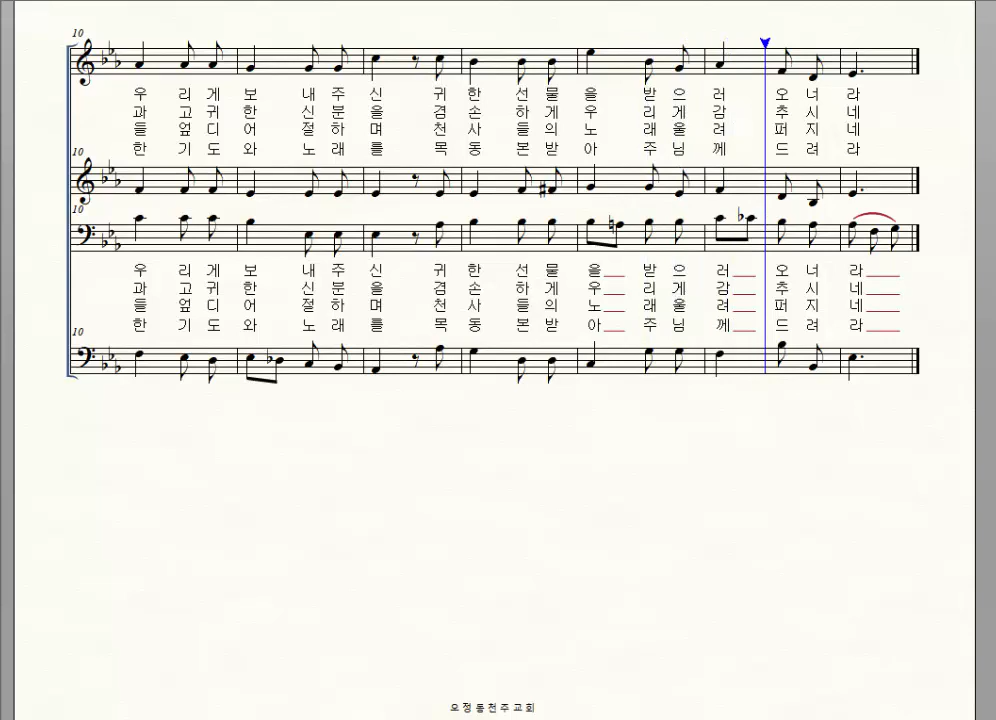 10
우 리 게 보 내 주 신 귀 한 선 물 을 받 으 러 오 너 라
과 고 귀 한 신 분 을 겸 손 하 게 우 리 게 감 추 시 네
들 엎 디 어 절 하 며 천 사 들 의 노 래 울 려 퍼 지 네
한 기 도 와 노 래 를 목 동 본 받 아 주 님 께 드 려 라
10
10
우 리 게 보 내 주 신 귀 한 선 물 을 받 으 러 오 너 라
과 고 귀 한 신 분 을 겸 손 하 게 우 리 게 감 추 시 네
들 엎 디 어 절 하 며 천 사 들 의 노 래 울 려 퍼 지 네
한 기 도 와 노 래 를 목 동 본 받 아 주 님 께 드 려 라
10
오정동천주교회